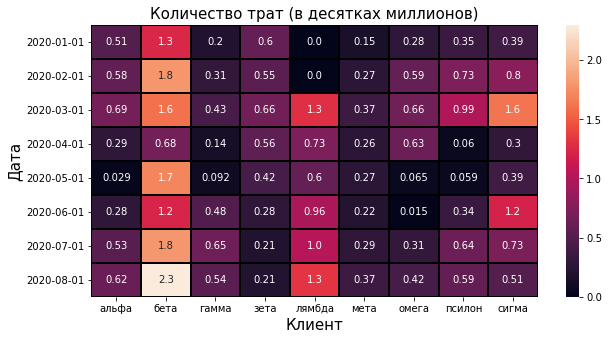 Количество трат (в десятках миллионов)
Дата
2020-01-01 0.51 1.3 0.2 0.6 0.0 0.15 0.28 0.35 0.39
2020-02-01 0.58 1.8 0.31 0.55 0.0 0.27 0.59 0.73 0.8
2020-03-01 0.69 1.6 0.43 0.66 1.3 0.37 0.66 0.99 1.6
2020-04-01 0.29 0.68 0.14 0.56 0.73 0.26 0.63 0.06 0.3
2020-05-01 0.029 1.7 0.092 0.42 0.6 0.27 0.065 0.059 0.39
2020-06-01 0.28 1.2 0.48 0.28 0.96 0.22 0.015 0.34 1.2
2020-07-01 0.53 1.8 0.65 0.21 1.0 0.29 0.31 0.64 0.73
2020-08-01 0.62 2.3 0.54 0.21 1.3 0.37 0.42 0.59 0.51
альфа бета гамма зета лямбда мета омега псилон сигма
Клиент
2.0
1.5
1.0
0.5
0.0